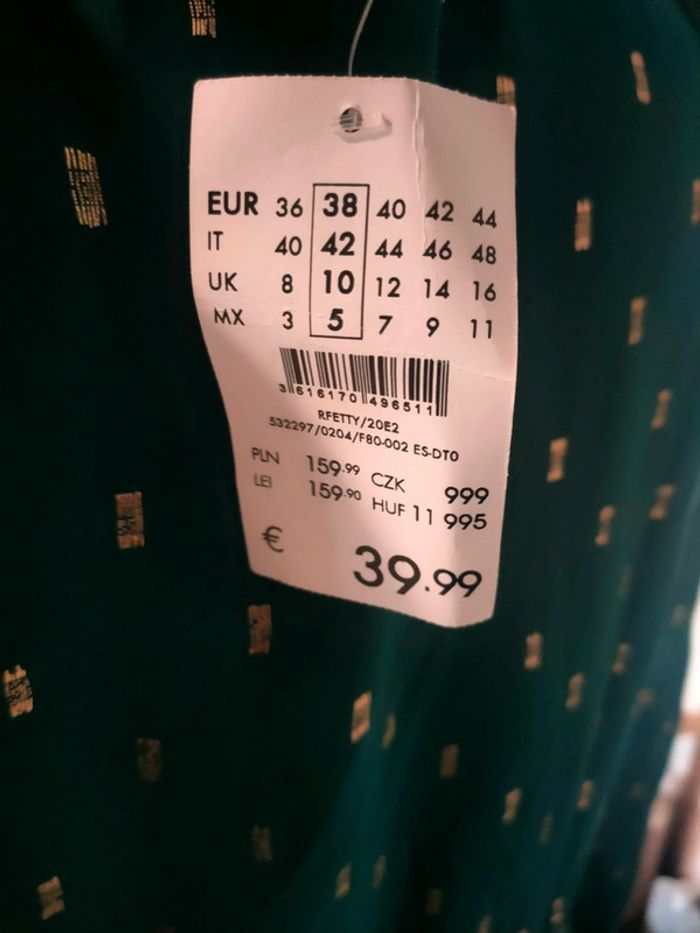 EUR 36 38 40 42 44
IT 40 42 44 46 48
UK 8 10 12 14 16
MX 3 5 7 9 11
3 616170 496511
RFETTY/20E2
532297/0204/F80-002 ES-DT0
PLN 159.99 CZK 999
LEI 159.90 HUF 11 995
€ 39.99